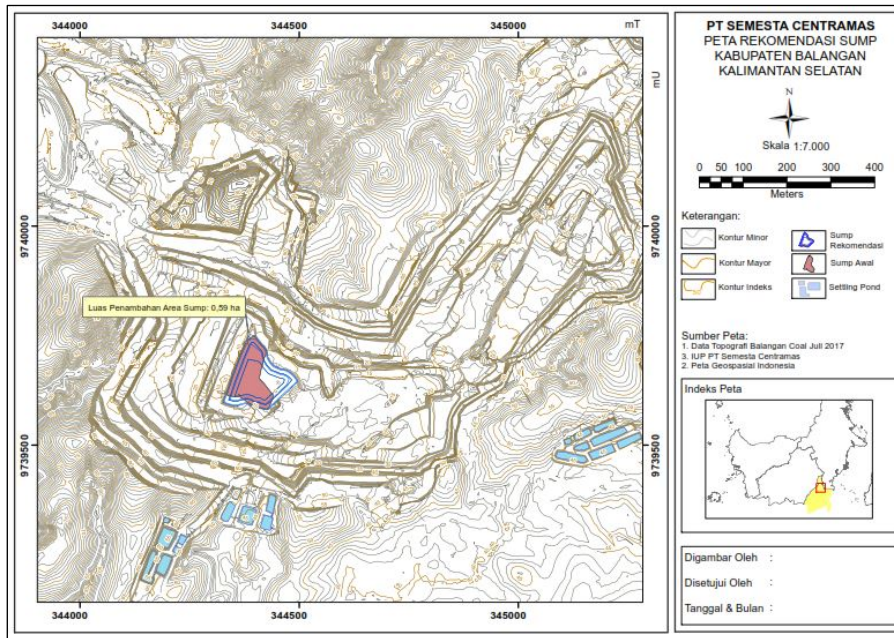 344000 344500 345000 mT
mU
9740000 9740000
Luas Penambahan Area Sump: 0,59 ha
9739500 9739500
344000 344500 345000
PT SEMESTA CENTRAMAS
PETA REKOMENDASI SUMP
KABUPATEN BALANGAN
KALIMANTAN SELATAN
N
Skala 1:7.000
0 50 100 200 300 400
Meters
Keterangan:
Kontur Minor
Kontur Mayor
Kontur Indeks
Sump
Rekomendasi
Sump Awal
Settling Pond
Sumber Peta:
1. Data Topografi Balangan Coal Juli 2017
3. IUP PT Semesta Centramas
2. Peta Geospasial Indonesia
Indeks Peta
Digambar Oleh :
Disetujui Oleh :
Tanggal & Bulan :